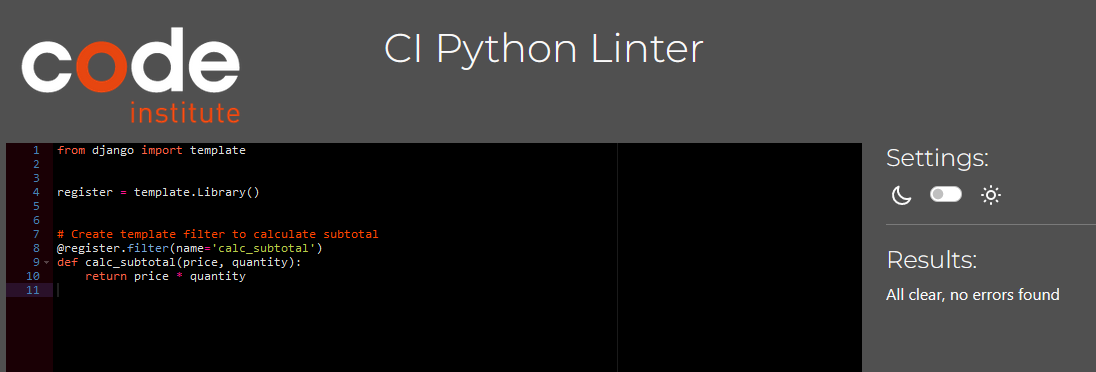 code
institute
CI Python Linter
1 from django import template
2
3
4 register = template.Library()
5
6
7 # Create template filter to calculate subtotal
8 @register.filter(name='calc_subtotal')
9 def calc_subtotal(price, quantity):
10     return price * quantity
11
Settings:
Results:
All clear, no errors found